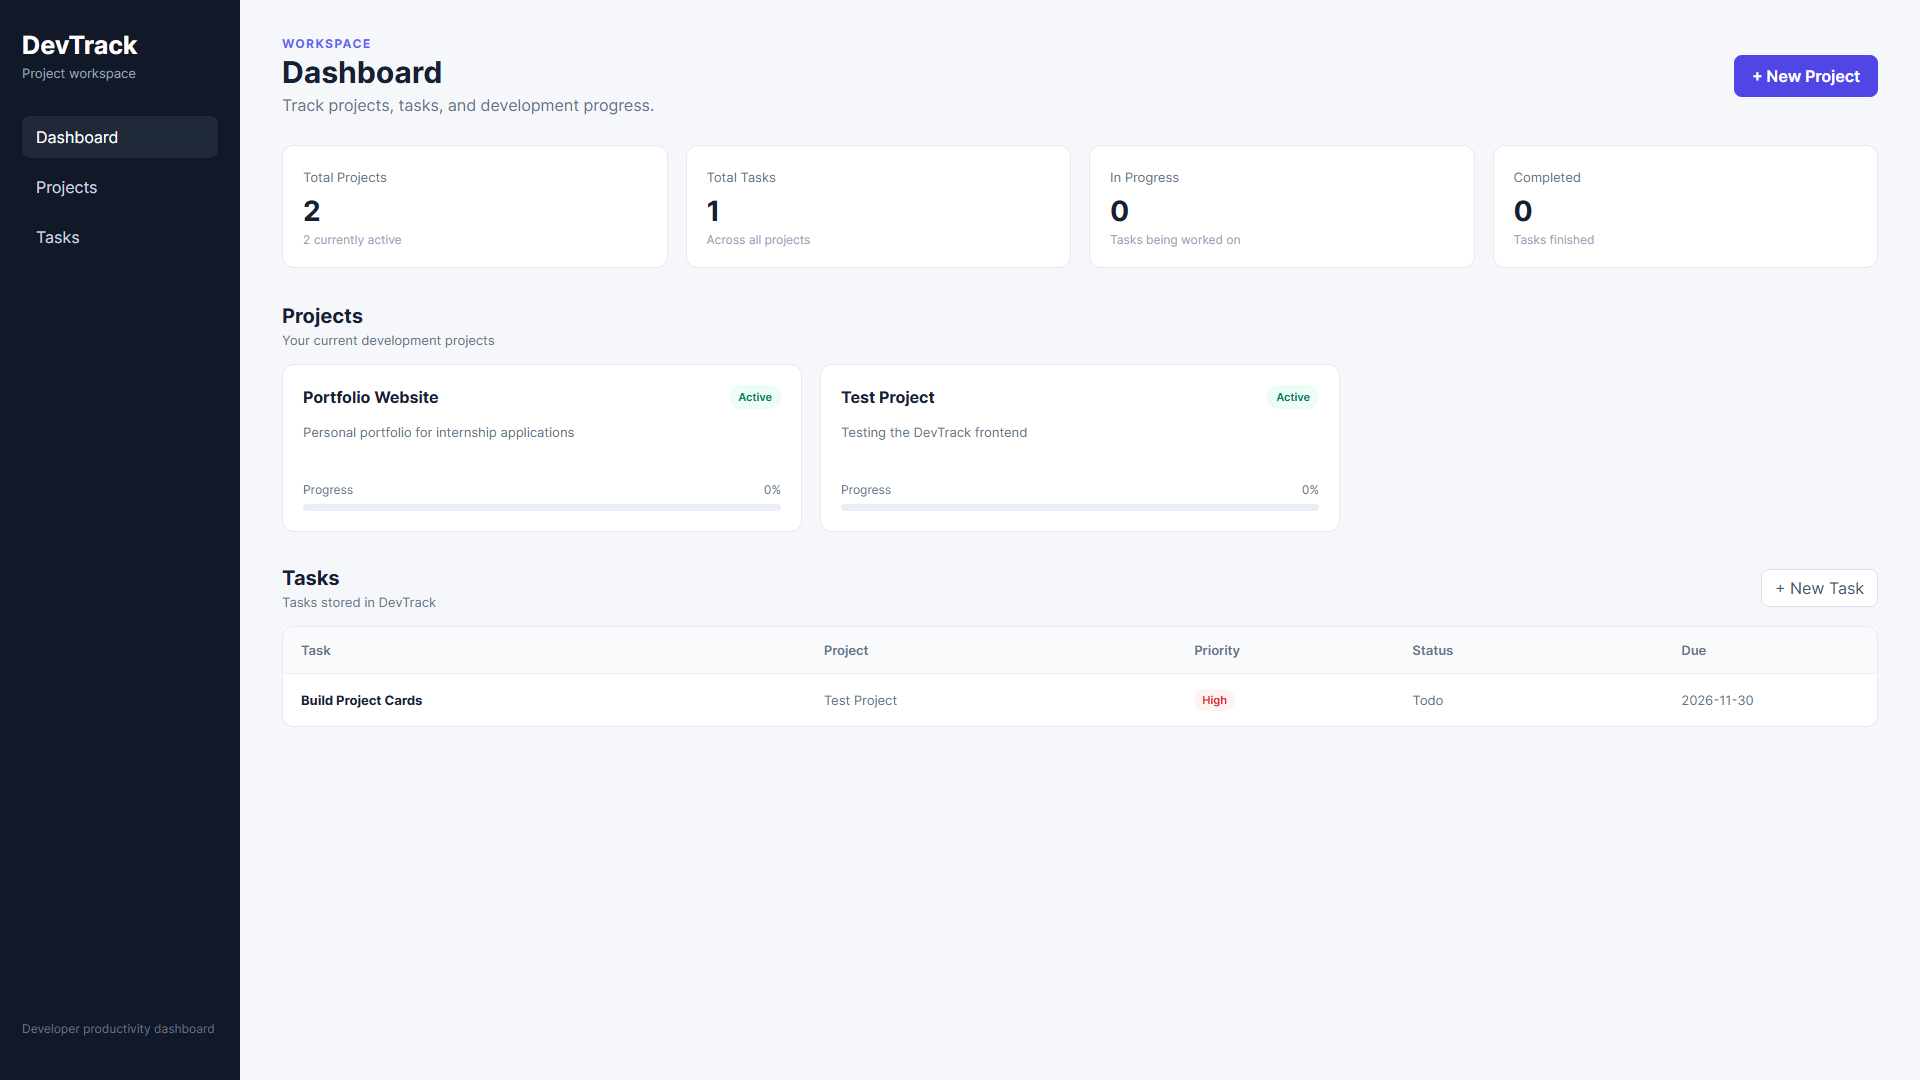 DevTrack
Project workspace
Dashboard
Projects
Tasks
Developer productivity dashboard
WORKSPACE
Dashboard
Track projects, tasks, and development progress.
+ New Project
Total Projects
2
2 currently active
Total Tasks
1
Across all projects
In Progress
0
Tasks being worked on
Completed
0
Tasks finished
Projects
Your current development projects
Portfolio Website Active
Personal portfolio for internship applications
Progress 0%
Test Project Active
Testing the DevTrack frontend
Progress 0%
Tasks
Tasks stored in DevTrack
+ New Task
Task Project Priority Status Due
Build Project Cards Test Project High Todo 2026-11-30